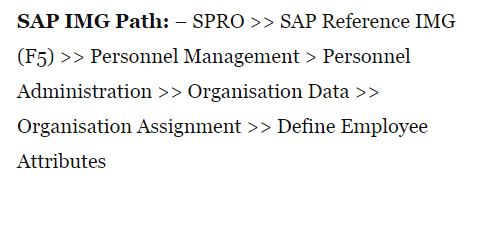 SAP IMG Path: – SPRO >> SAP Reference IMG
(F5) >> Personnel Management > Personnel
Administration >> Organisation Data >>
Organisation Assignment >> Define Employee
Attributes